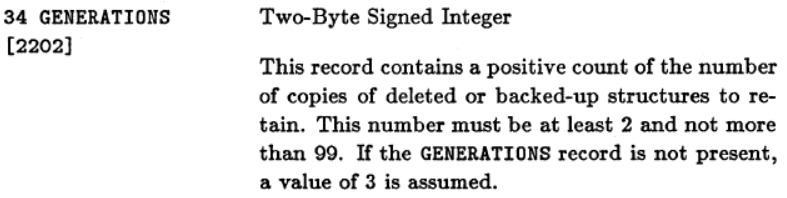 34 GENERATIONS Two-Byte Signed Integer
[2202]
This record contains a positive count of the number
of copies of deleted or backed-up structures to re-
tain. This number must be at least 2 and not more
than 99. If the GENERATIONS record is not present,
a value of 3 is assumed.